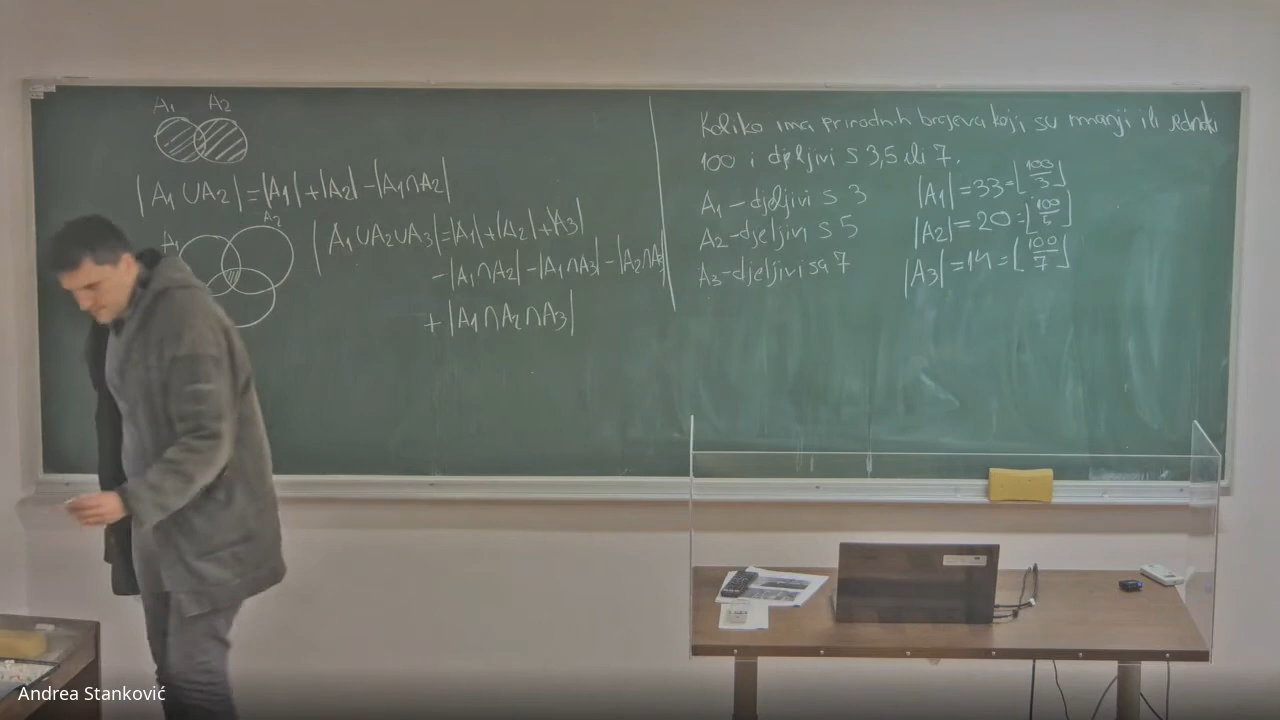 A₁ A₂
|A₁∪A₂|=|A₁|+|A₂|-|A₁∩A₂|
A₁ A₂
|A₁∪A₂∪A₃|=|A₁|+|A₂|+|A₃|
-|A₁∩A₂|-|A₁∩A₃|-|A₂∩A₃|
+|A₁∩A₂∩A₃|
Koliko ima prirodnih brojeva koji su manji ili jednaki
100 i djeljivi s 3,5 ili 7.
A₁ - djeljivi s 3 |A₁|=33=⌊100/3⌋
A₂ - djeljivi s 5 |A₂|=20=⌊100/5⌋
A₃ - djeljivi sa 7 |A₃|=14=⌊100/7⌋
Andrea Stanković